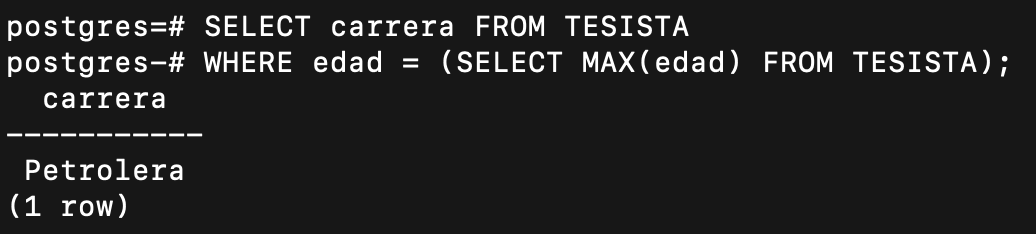 postgres=# SELECT carrera FROM TESISTA
postgres-# WHERE edad = (SELECT MAX(edad) FROM TESISTA);
  carrera
-----------
 Petrolera
(1 row)